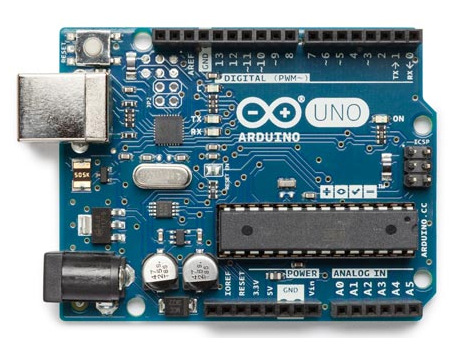 RESET
AREF
GND
13
12
~11
~10
~9
8
7
~6
~5
4
~3
2
TX→1
RX←0
DIGITAL (PWM~)
TX
RX
L
UNO
ON
ARDUINO
ICSP
ARDUINO.CC
POWER
ANALOG IN
IOREF
RESET
3.3V
5V
GND
Vin
A0
A1
A2
A3
A4
A5